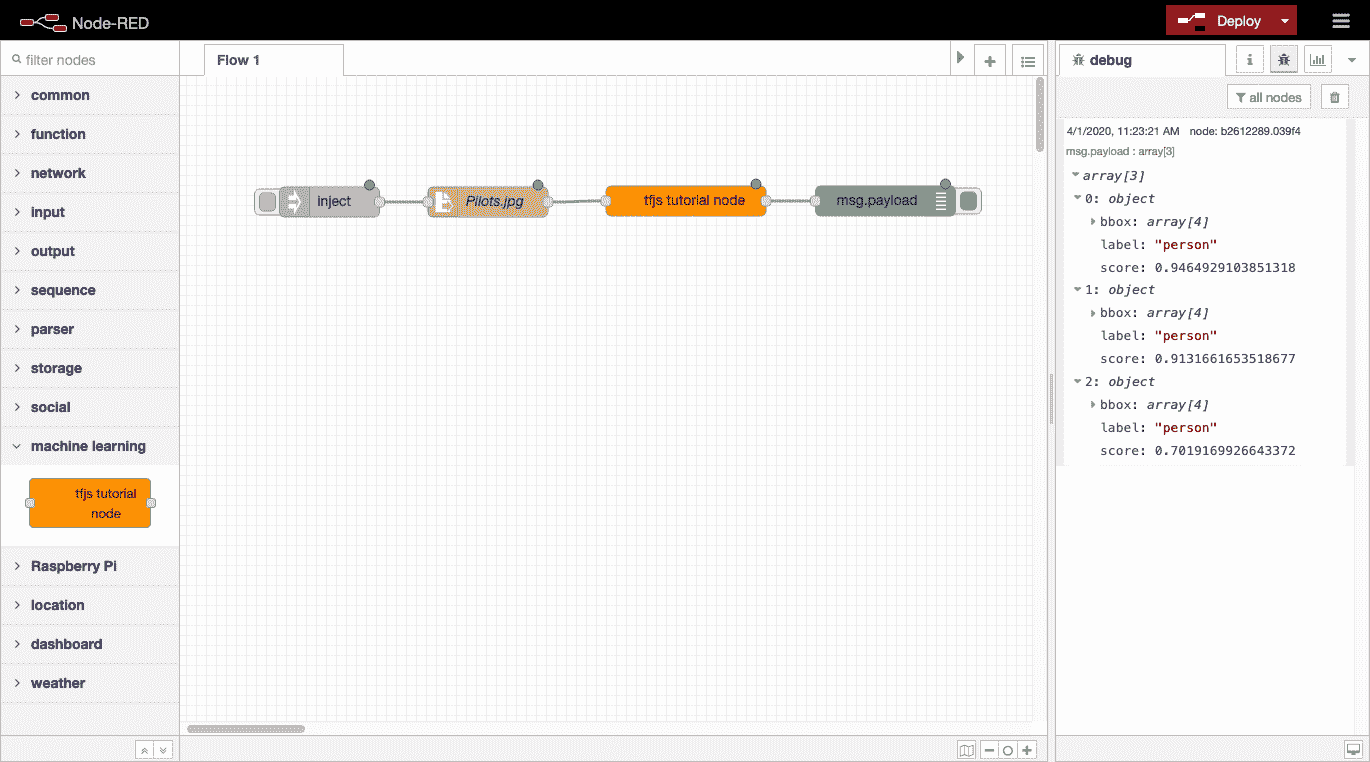 Node-RED
Deploy
filter nodes
Flow 1
debug
all nodes
common
function
network
input
output
sequence
parser
storage
social
machine learning
tfjs tutorial
node
Raspberry Pi
location
dashboard
weather
inject
Pilots.jpg
tfjs tutorial node
msg.payload
4/1/2020, 11:23:21 AM node: b2612289.039f4
msg.payload : array[3]
array[3]
0: object
bbox: array[4]
label: "person"
score: 0.9464929103851318
1: object
bbox: array[4]
label: "person"
score: 0.9131661653518677
2: object
bbox: array[4]
label: "person"
score: 0.7019169926643372